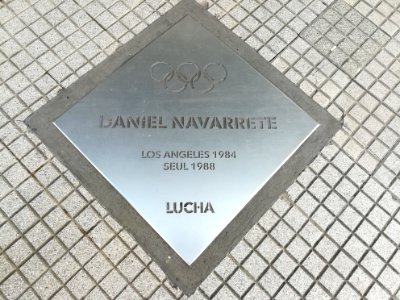 DANIEL NAVARRETE
LOS ANGELES 1984
SEUL 1988
LUCHA